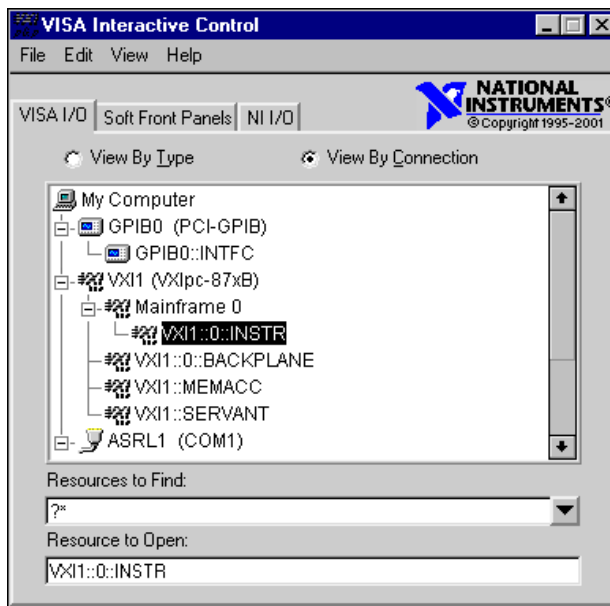 VISA Interactive Control
File Edit View Help
NATIONAL
INSTRUMENTS®
© Copyright 1995-2001
VISA I/O Soft Front Panels NI I/O
View By Type View By Connection
My Computer
GPIB0 (PCI-GPIB)
GPIB0::INTFC
VXI1 (VXIpc-87xB)
Mainframe 0
VXI1::0::INSTR
VXI1::0::BACKPLANE
VXI1::MEMACC
VXI1::SERVANT
ASRL1 (COM1)
Resources to Find:
?*
Resource to Open:
VXI1::0::INSTR